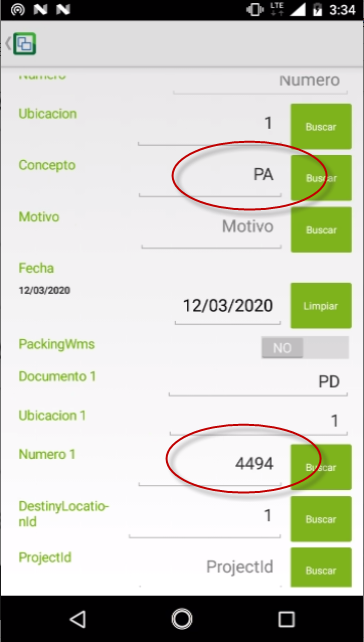 LTE 3:34
Numero Numero
Ubicacion 1 Buscar
Concepto PA Buscar
Motivo Motivo Buscar
Fecha
12/03/2020
12/03/2020 Limpiar
PackingWms NO
Documento 1 PD
Ubicacion 1 1
Numero 1 4494 Buscar
DestinyLocatio-
nId 1 Buscar
ProjectId ProjectId Buscar